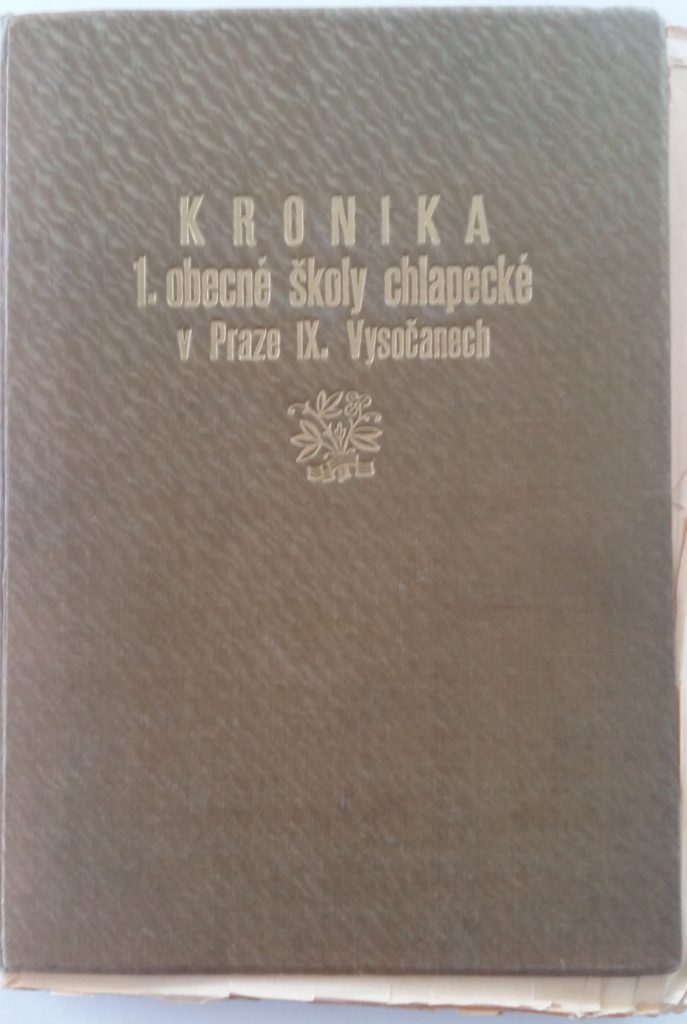 KRONIKA
1. obecné školy chlapecké
v Praze IX. Vysočanech